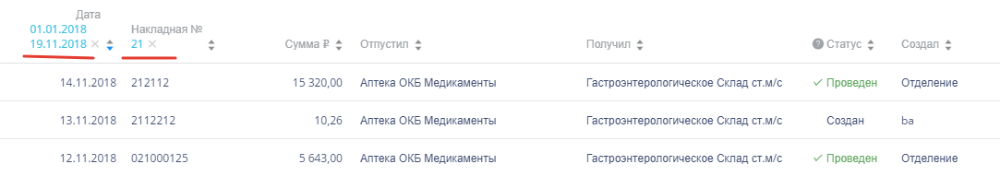 Дата
01.01.2018
19.11.2018 ×
Накладная №
21 ×
Сумма ₽
Отпустил
Получил
? Статус
Создал
14.11.2018 212112 15 320,00 Аптека ОКБ Медикаменты Гастроэнтерологическое Склад ст.м/с ✓ Проведен Отделение
13.11.2018 2112212 10,26 Аптека ОКБ Медикаменты Гастроэнтерологическое Склад ст.м/с Создан ba
12.11.2018 021000125 5 643,00 Аптека ОКБ Медикаменты Гастроэнтерологическое Склад ст.м/с ✓ Проведен Отделение